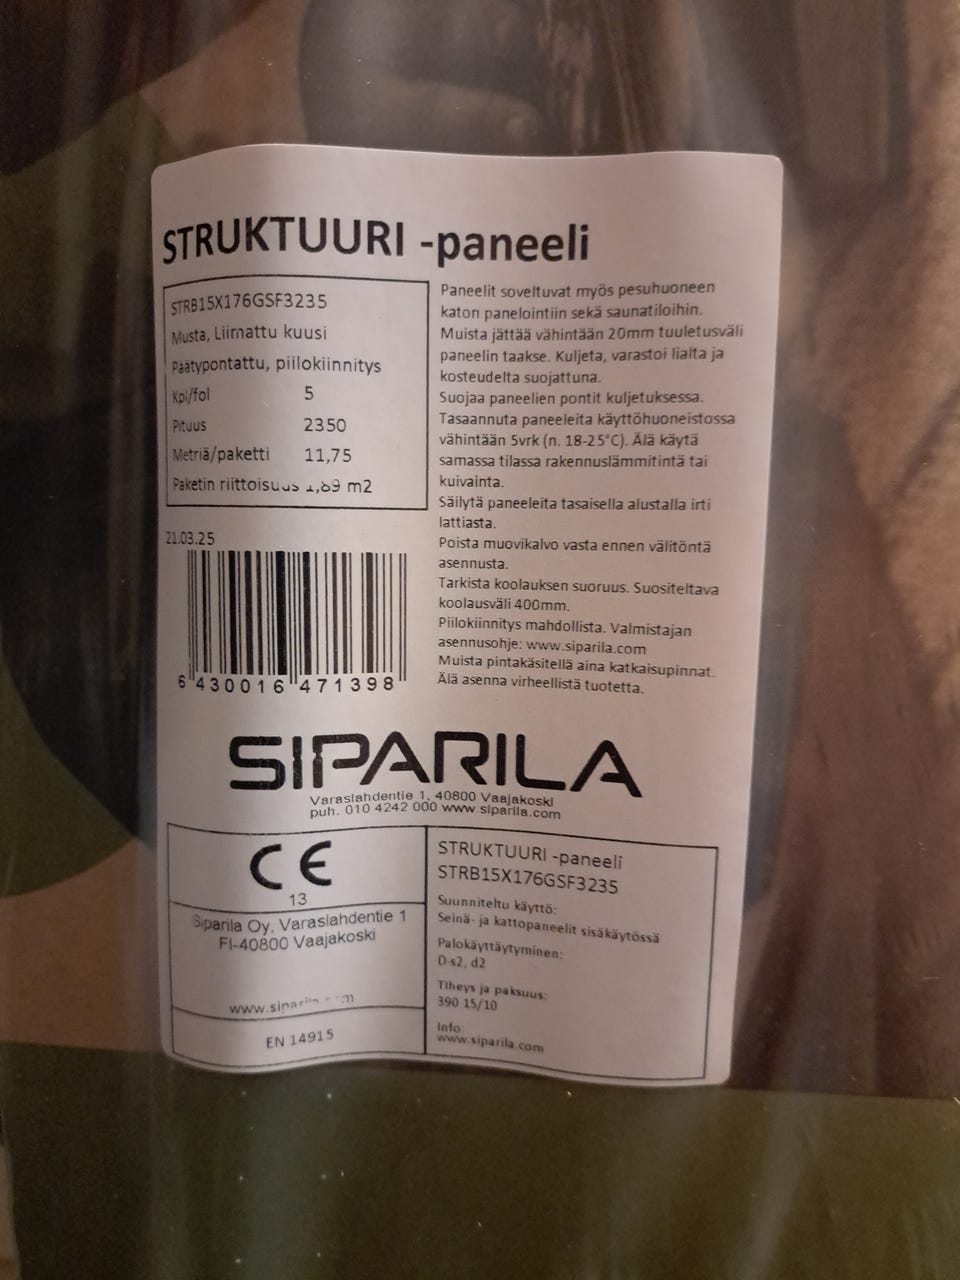 STRUKTUURI -paneeli
STRB15X176GSF3235
Musta, Liimattu kuusi
Päätypontattu, piilokiinnitys
Kpl/fol 5
Pituus 2350
Metriä/paketti 11,75
Paketin riittoisuus 1,89 m2
21.03.25
6 430016 471398
Paneelit soveltuvat myös pesuhuoneen
katon panelointiin sekä saunatiloihin.
Muista jättää vähintään 20mm tuuletusväli
paneelin taakse. Kuljeta, varastoi lialta ja
kosteudelta suojattuna.
Suojaa paneelien pontit kuljetuksessa.
Tasaannuta paneeleita käyttöhuoneistossa
vähintään 5vrk (n. 18-25°C). Älä käytä
samassa tilassa rakennuslämmitintä tai
kuivainta.
Säilytä paneeleita tasaisella alustalla irti
lattiasta.
Poista muovikalvo vasta ennen välitöntä
asennusta.
Tarkista koolauksen suoruus. Suositeltava
koolausväli 400mm.
Piilokiinnitys mahdollista. Valmistajan
asennusohje: www.siparila.com
Muista pintakäsitellä aina katkaisupinnat.
Älä asenna virheellistä tuotetta.
SIPARILA
Varaslahdentie 1, 40800 Vaajakoski
puh. 010 4242 000 www siparila.com
CE
13
Siparila Oy, Varaslahdentie 1
FI-40800 Vaajakoski
www.siparila.com
EN 14915
STRUKTUURI -paneeli
STRB15X176GSF3235
Suunniteltu käyttö:
Seinä- ja kattopaneelit sisäkäytössä
Palokäyttäytyminen:
D-s2, d2
Tiheys ja paksuus:
390 15/10
Info:
www.siparila.com